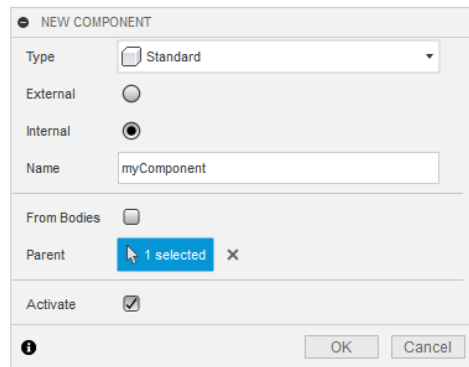 NEW COMPONENT
Type Standard
External
Internal
Name myComponent
From Bodies
Parent 1 selected
Activate
OK Cancel